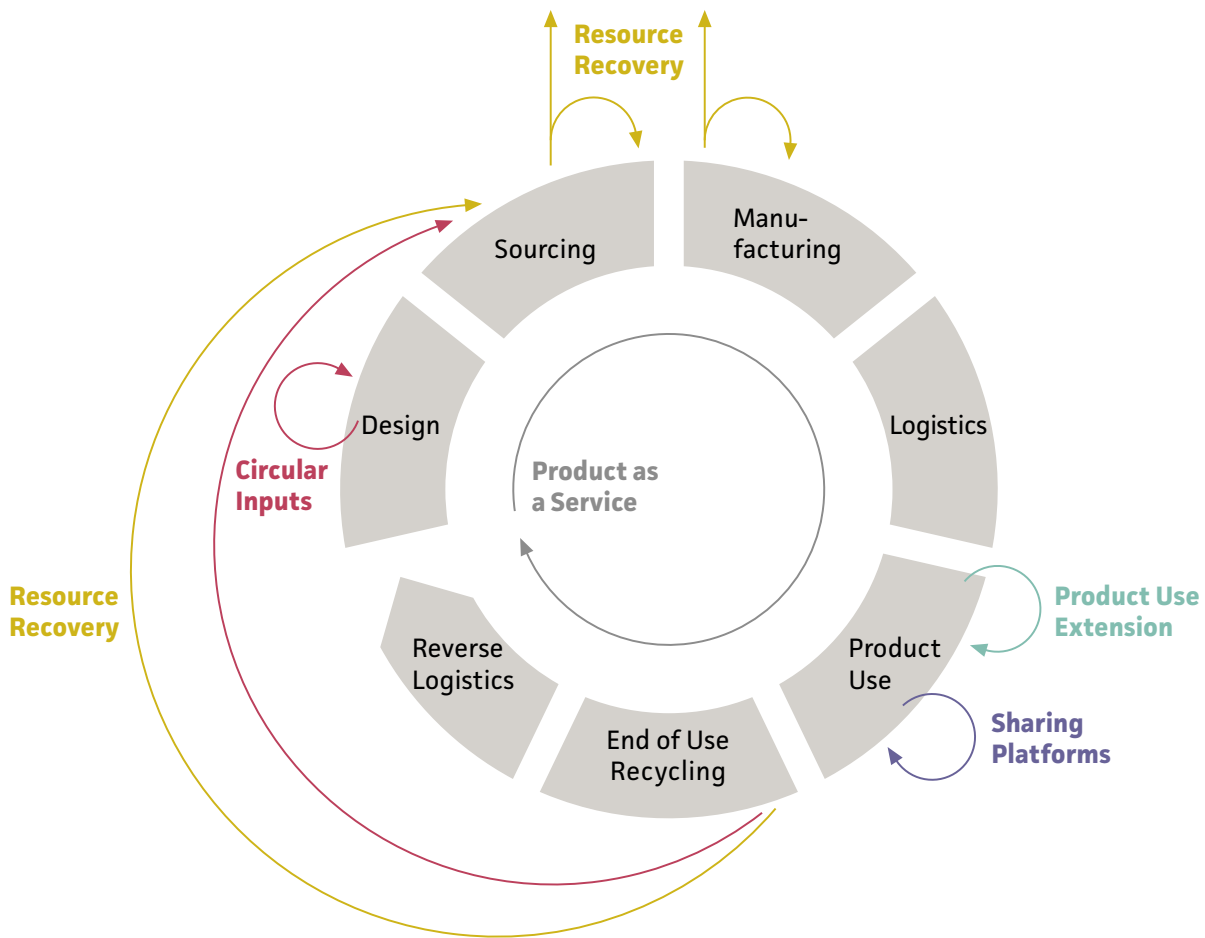 Resource
Recovery
Manu-
facturing
Sourcing
Design
Logistics
Circular
Inputs
Product as
a Service
Resource
Recovery
Product Use
Extension
Reverse
Logistics
Product
Use
Sharing
Platforms
End of Use
Recycling